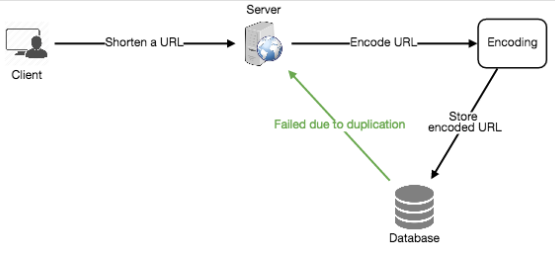 Server
Shorten a URL
Encode URL
Encoding
Client
Failed due to duplication
Store
encoded URL
Database